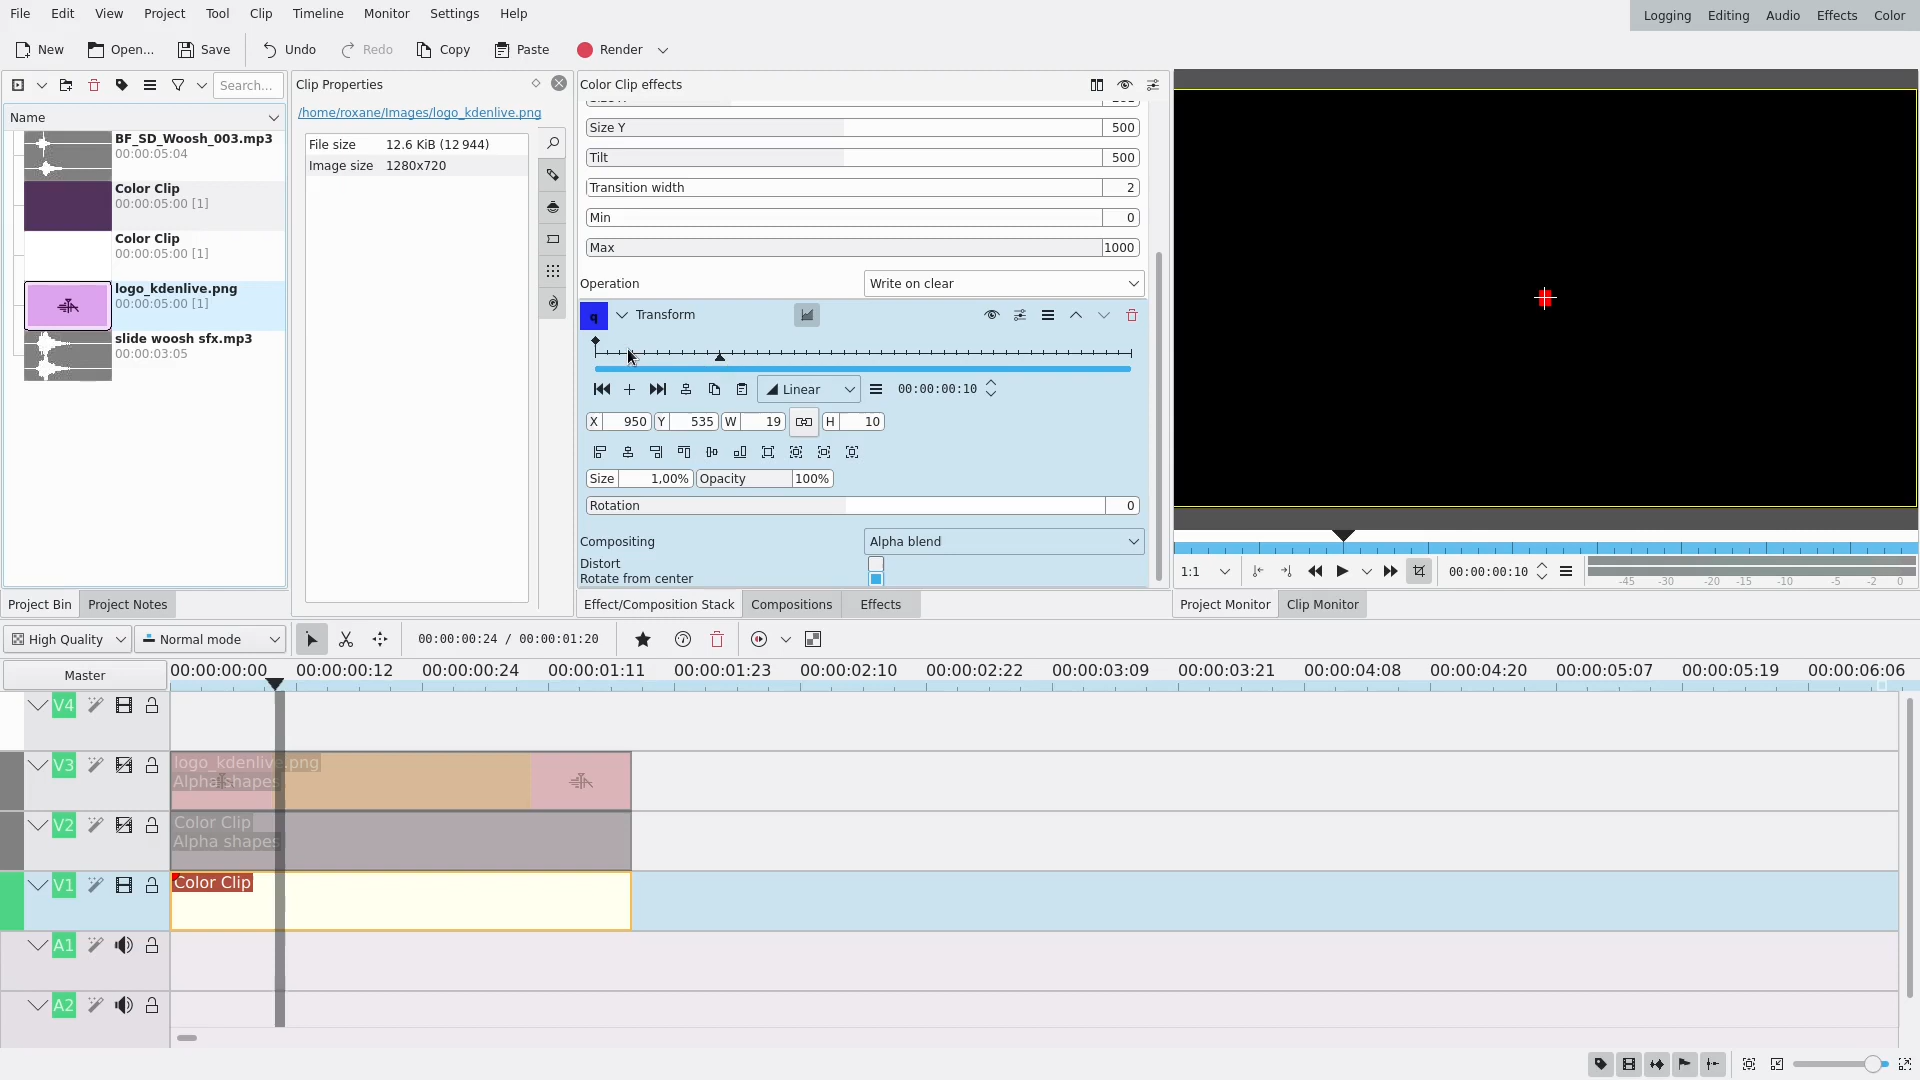 File Edit View Project Tool Clip Timeline Monitor Settings Help
Logging Editing Audio Effects Color
New Open... Save Undo Redo Copy Paste Render
Search...
Name
BF_SD_Woosh_003.mp3
00:00:05:04
Color Clip
00:00:05:00 [1]
Color Clip
00:00:05:00 [1]
logo_kdenlive.png
00:00:05:00 [1]
slide woosh sfx.mp3
00:00:03:05
Project Bin Project Notes
Clip Properties
/home/roxane/Images/logo_kdenlive.png
File size 12.6 KiB (12 944)
Image size 1280x720
Color Clip effects
Size Y 500
Tilt 500
Transition width 2
Min 0
Max 1000
Operation Write on clear
q Transform
Linear 00:00:00:10
X 950 Y 535 W 19 H 10
Size 1,00% Opacity 100%
Rotation 0
Compositing Alpha blend
Distort
Rotate from center
Effect/Composition Stack Compositions Effects
1:1 00:00:00:10
-45 -30 -20 -15 -10 -5 -2 0
Project Monitor Clip Monitor
High Quality Normal mode 00:00:00:24 / 00:00:01:20
Master
00:00:00:00 00:00:00:12 00:00:00:24 00:00:01:11 00:00:01:23 00:00:02:10 00:00:02:22 00:00:03:09 00:00:03:21 00:00:04:08 00:00:04:20 00:00:05:07 00:00:05:19 00:00:06:06
V4
V3
logo_kdenlive.png
Alpha shapes
V2
Color Clip
Alpha shapes
V1
Color Clip
A1
A2